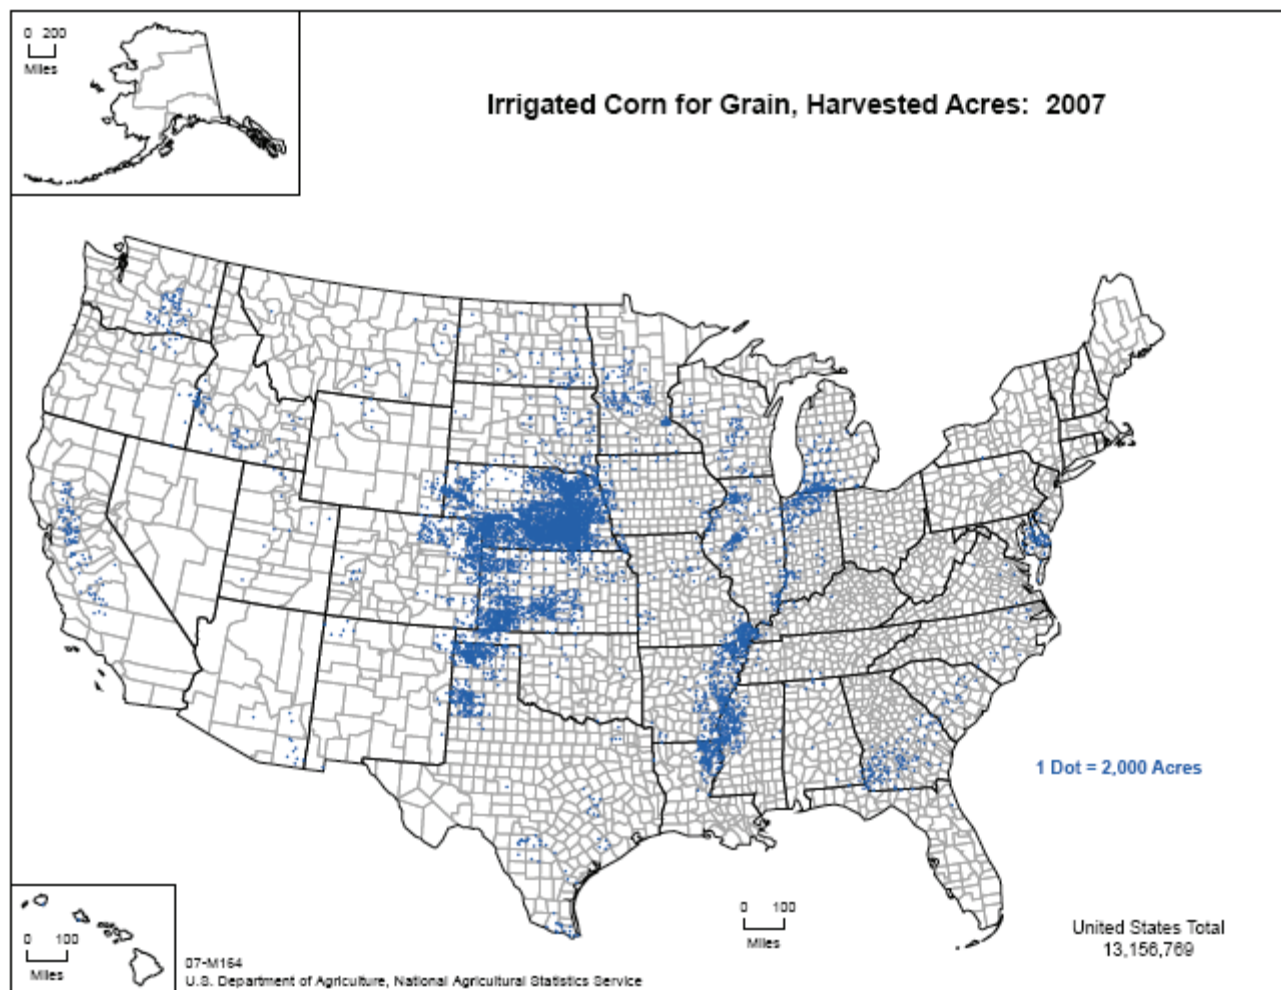 0 200
Miles
Irrigated Corn for Grain, Harvested Acres: 2007
1 Dot = 2,000 Acres
0 100
Miles
0 100
Miles
United States Total
13,156,769
07-M164
U.S. Department of Agriculture, National Agricultural Statistics Service